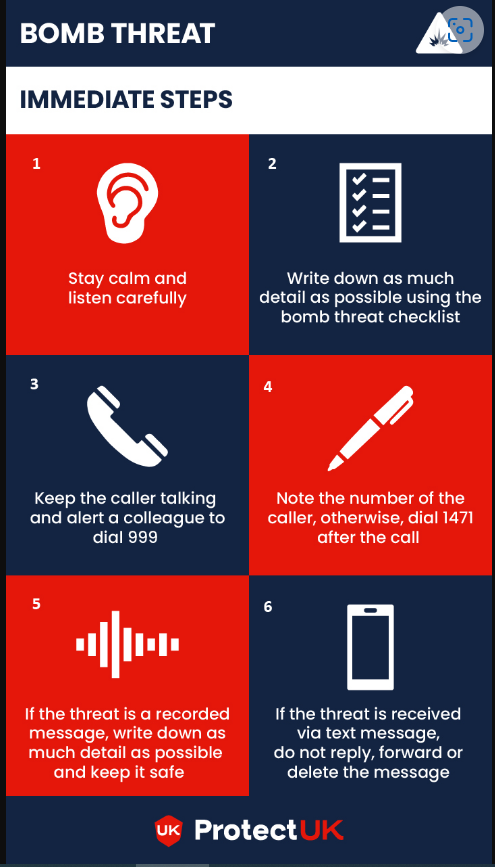 BOMB THREAT
IMMEDIATE STEPS
1
Stay calm and
listen carefully
2
Write down as much
detail as possible using the
bomb threat checklist
3
Keep the caller talking
and alert a colleague to
dial 999
4
Note the number of the
caller, otherwise, dial 1471
after the call
5
If the threat is a recorded
message, write down as
much detail as possible
and keep it safe
6
If the threat is received
via text message,
do not reply, forward or
delete the message
UK ProtectUK